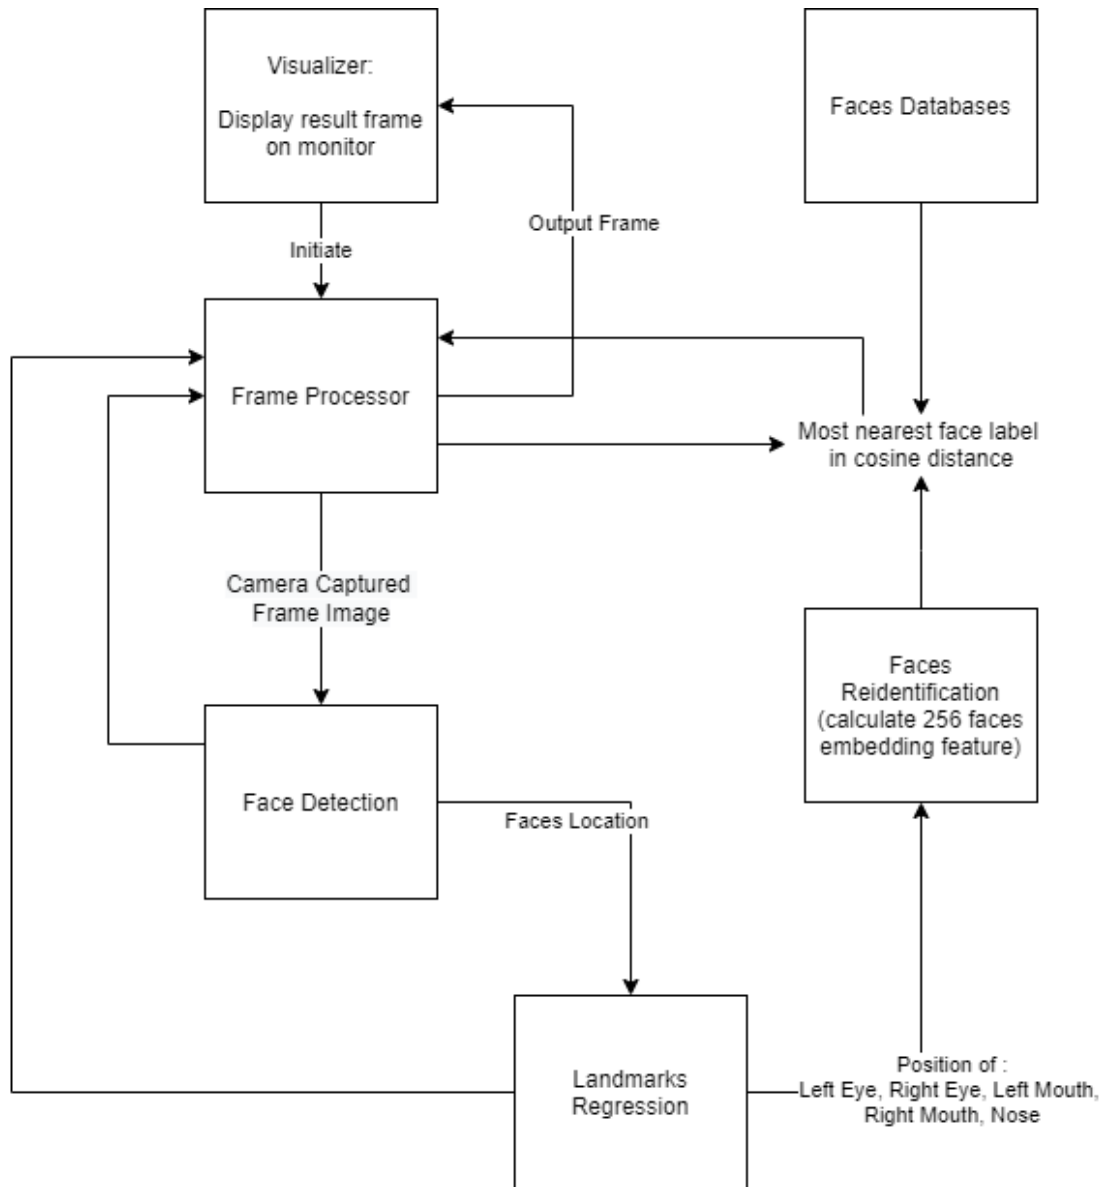 Visualizer:
Display result frame
on monitor
Faces Databases
Output Frame
Initiate
Frame Processor
Most nearest face label
in cosine distance
Camera Captured
Frame Image
Faces
Reidentification
(calculate 256 faces
embedding feature)
Face Detection
Faces Location
Landmarks
Regression
Position of :
Left Eye, Right Eye, Left Mouth,
Right Mouth, Nose